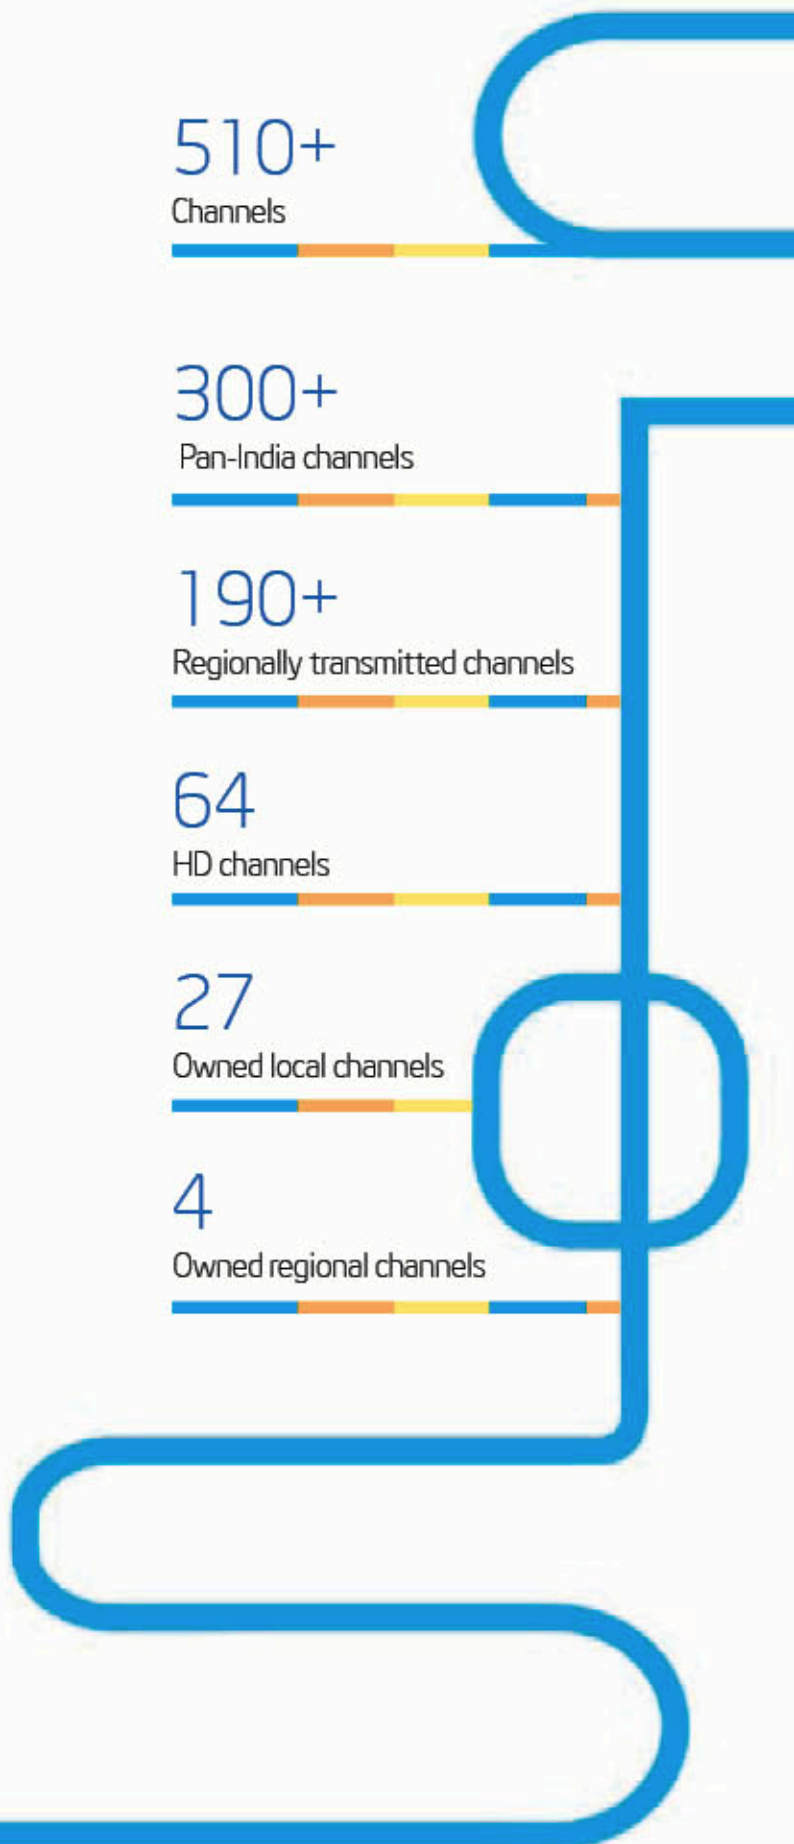 510+
Channels
300+
Pan-India channels
190+
Regionally transmitted channels
64
HD channels
27
Owned local channels
4
Owned regional channels